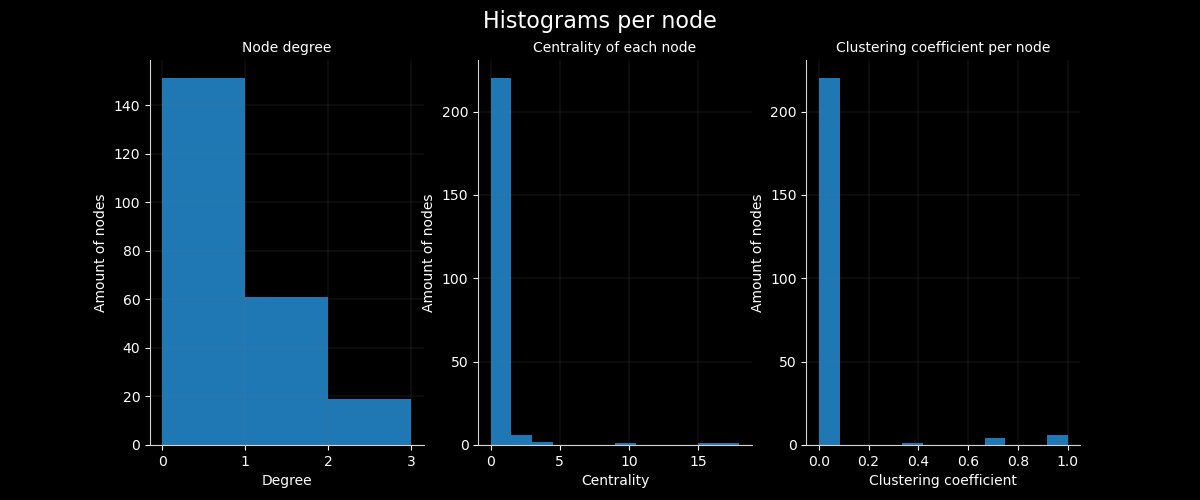 Histograms per node
Node degree
Amount of nodes
140
120
100
80
60
40
20
0
0 1 2 3
Degree
Centrality of each node
Amount of nodes
200
150
100
50
0
0 5 10 15
Centrality
Clustering coefficient per node
Amount of nodes
200
150
100
50
0
0.0 0.2 0.4 0.6 0.8 1.0
Clustering coefficient